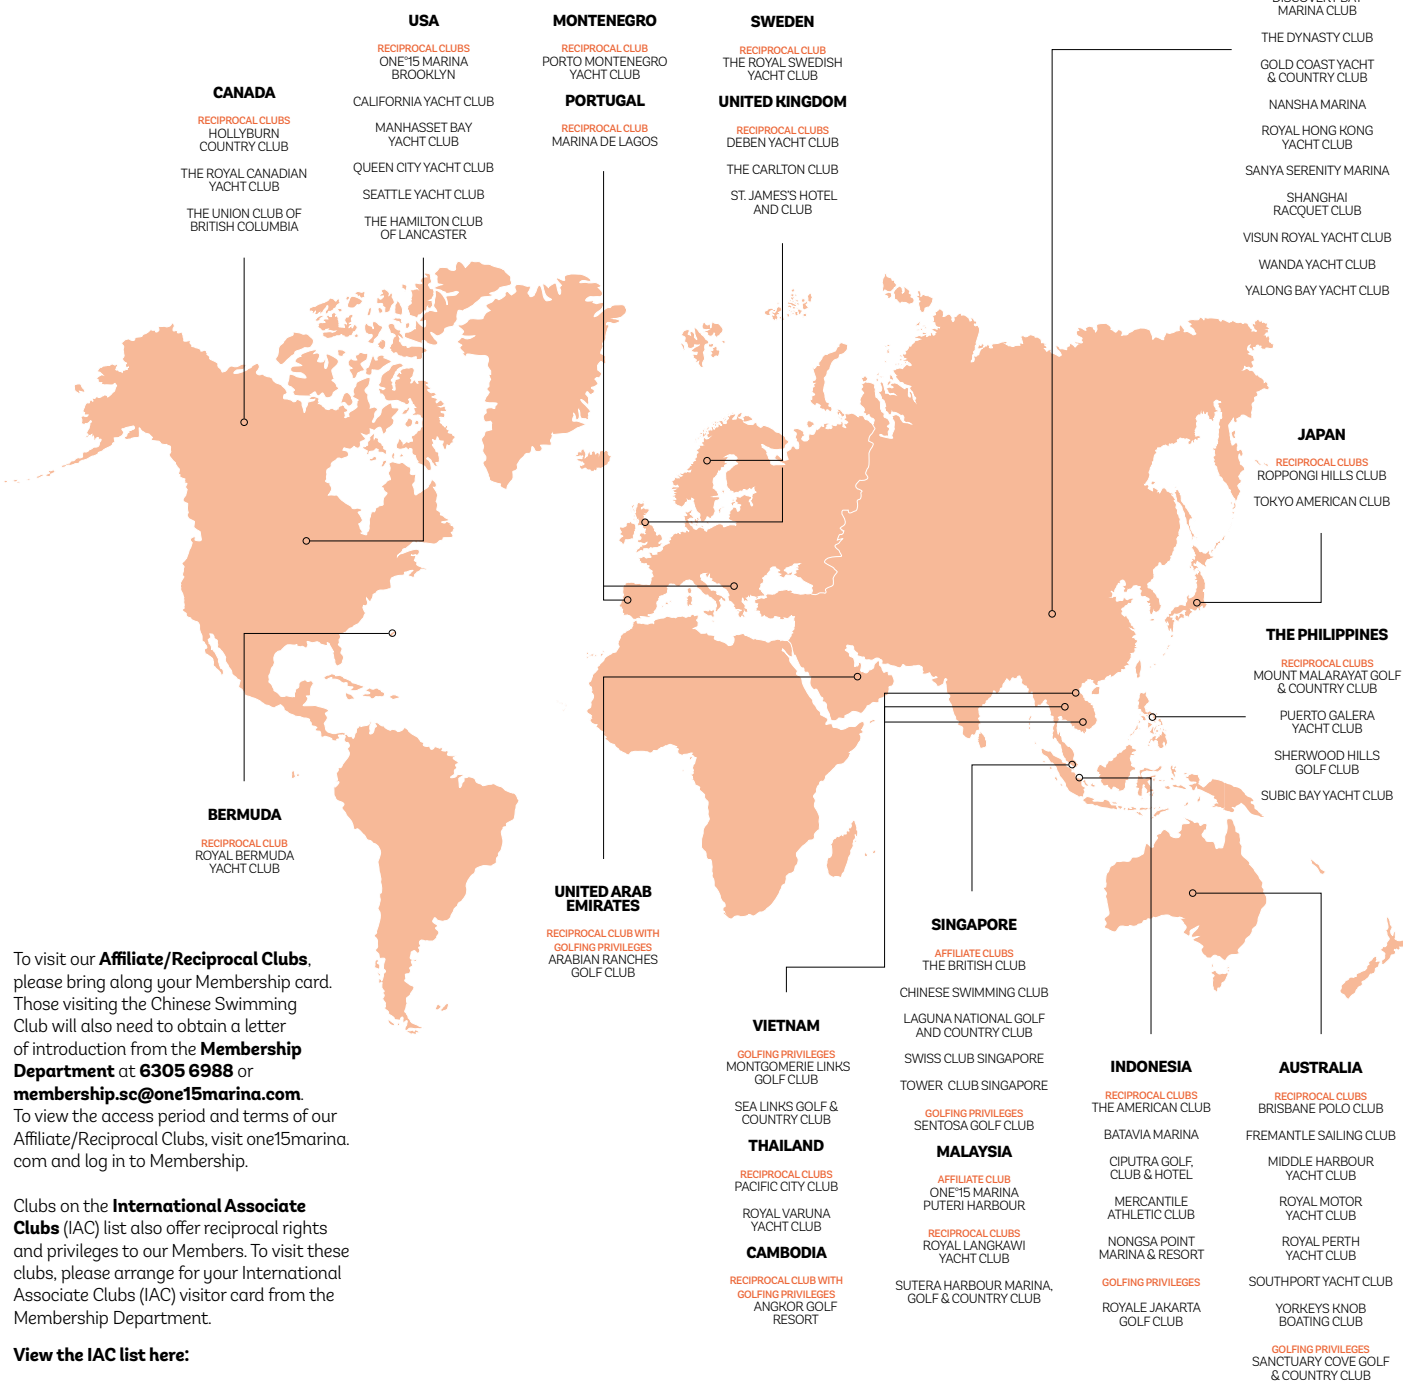 USA
RECIPROCAL CLUBS
ONE°15 MARINA
BROOKLYN
CALIFORNIA YACHT CLUB
MANHASSET BAY
YACHT CLUB
QUEEN CITY YACHT CLUB
SEATTLE YACHT CLUB
THE HAMILTON CLUB
OF LANCASTER
MONTENEGRO
RECIPROCAL CLUB
PORTO MONTENEGRO
YACHT CLUB
PORTUGAL
RECIPROCAL CLUB
MARINA DE LAGOS
SWEDEN
RECIPROCAL CLUB
THE ROYAL SWEDISH
YACHT CLUB
UNITED KINGDOM
RECIPROCAL CLUBS
DEBEN YACHT CLUB
THE CARLTON CLUB
ST. JAMES'S HOTEL
AND CLUB
MARINA CLUB
THE DYNASTY CLUB
GOLD COAST YACHT
& COUNTRY CLUB
NANSHA MARINA
ROYAL HONG KONG
YACHT CLUB
SANYA SERENITY MARINA
SHANGHAI
RACQUET CLUB
VISUN ROYAL YACHT CLUB
WANDA YACHT CLUB
YALONG BAY YACHT CLUB
CANADA
RECIPROCAL CLUBS
HOLLYBURN
COUNTRY CLUB
THE ROYAL CANADIAN
YACHT CLUB
THE UNION CLUB OF
BRITISH COLUMBIA
JAPAN
RECIPROCAL CLUBS
ROPPONGI HILLS CLUB
TOKYO AMERICAN CLUB
THE PHILIPPINES
RECIPROCAL CLUBS
MOUNT MALARAYAT GOLF
& COUNTRY CLUB
PUERTO GALERA
YACHT CLUB
SHERWOOD HILLS
GOLF CLUB
SUBIC BAY YACHT CLUB
BERMUDA
RECIPROCAL CLUB
ROYAL BERMUDA
YACHT CLUB
UNITED ARAB
EMIRATES
RECIPROCAL CLUB WITH
GOLFING PRIVILEGES
ARABIAN RANCHES
GOLF CLUB
To visit our Affiliate/Reciprocal Clubs,
please bring along your Membership card.
Those visiting the Chinese Swimming
Club will also need to obtain a letter
of introduction from the Membership
Department at 6305 6988 or
membership.sc@one15marina.com.
To view the access period and terms of our
Affiliate/Reciprocal Clubs, visit one15marina.
com and log in to Membership.
Clubs on the International Associate
Clubs (IAC) list also offer reciprocal rights
and privileges to our Members. To visit these
clubs, please arrange for your International
Associate Clubs (IAC) visitor card from the
Membership Department.
View the IAC list here:
VIETNAM
GOLFING PRIVILEGES
MONTGOMERIE LINKS
GOLF CLUB
SEA LINKS GOLF &
COUNTRY CLUB
THAILAND
RECIPROCAL CLUBS
PACIFIC CITY CLUB
ROYAL VARUNA
YACHT CLUB
CAMBODIA
RECIPROCAL CLUB WITH
GOLFING PRIVILEGES
ANGKOR GOLF
RESORT
SINGAPORE
AFFILIATE CLUBS
THE BRITISH CLUB
CHINESE SWIMMING CLUB
LAGUNA NATIONAL GOLF
AND COUNTRY CLUB
SWISS CLUB SINGAPORE
TOWER CLUB SINGAPORE
GOLFING PRIVILEGES
SENTOSA GOLF CLUB
MALAYSIA
AFFILIATE CLUB
ONE°15 MARINA
PUTERI HARBOUR
RECIPROCAL CLUBS
ROYAL LANGKAWI
YACHT CLUB
SUTERA HARBOUR MARINA,
GOLF & COUNTRY CLUB
INDONESIA
RECIPROCAL CLUBS
THE AMERICAN CLUB
BATAVIA MARINA
CIPUTRA GOLF,
CLUB & HOTEL
MERCANTILE
ATHLETIC CLUB
NONGSA POINT
MARINA & RESORT
GOLFING PRIVILEGES
ROYALE JAKARTA
GOLF CLUB
AUSTRALIA
RECIPROCAL CLUBS
BRISBANE POLO CLUB
FREMANTLE SAILING CLUB
MIDDLE HARBOUR
YACHT CLUB
ROYAL MOTOR
YACHT CLUB
ROYAL PERTH
YACHT CLUB
SOUTHPORT YACHT CLUB
YORKEYS KNOB
BOATING CLUB
GOLFING PRIVILEGES
SANCTUARY COVE GOLF
& COUNTRY CLUB